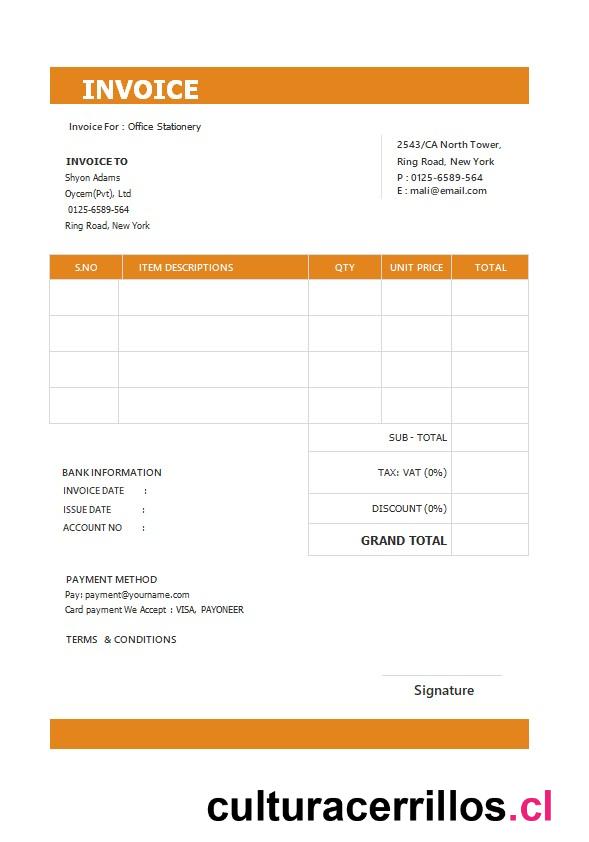 INVOICE
Invoice For : Office Stationery
2543/CA North Tower,
Ring Road, New York
P : 0125-6589-564
E : mali@email.com
INVOICE TO
Shyon Adams
Oycem(Pvt), Ltd
0125-6589-564
Ring Road, New York
S.NO ITEM DESCRIPTIONS QTY UNIT PRICE TOTAL
SUB - TOTAL
TAX: VAT (0%)
DISCOUNT (0%)
GRAND TOTAL
BANK INFORMATION
INVOICE DATE :
ISSUE DATE :
ACCOUNT NO :
PAYMENT METHOD
Pay: payment@yourname.com
Card payment We Accept : VISA, PAYONEER
TERMS & CONDITIONS
Signature
culturacerrillos.cl